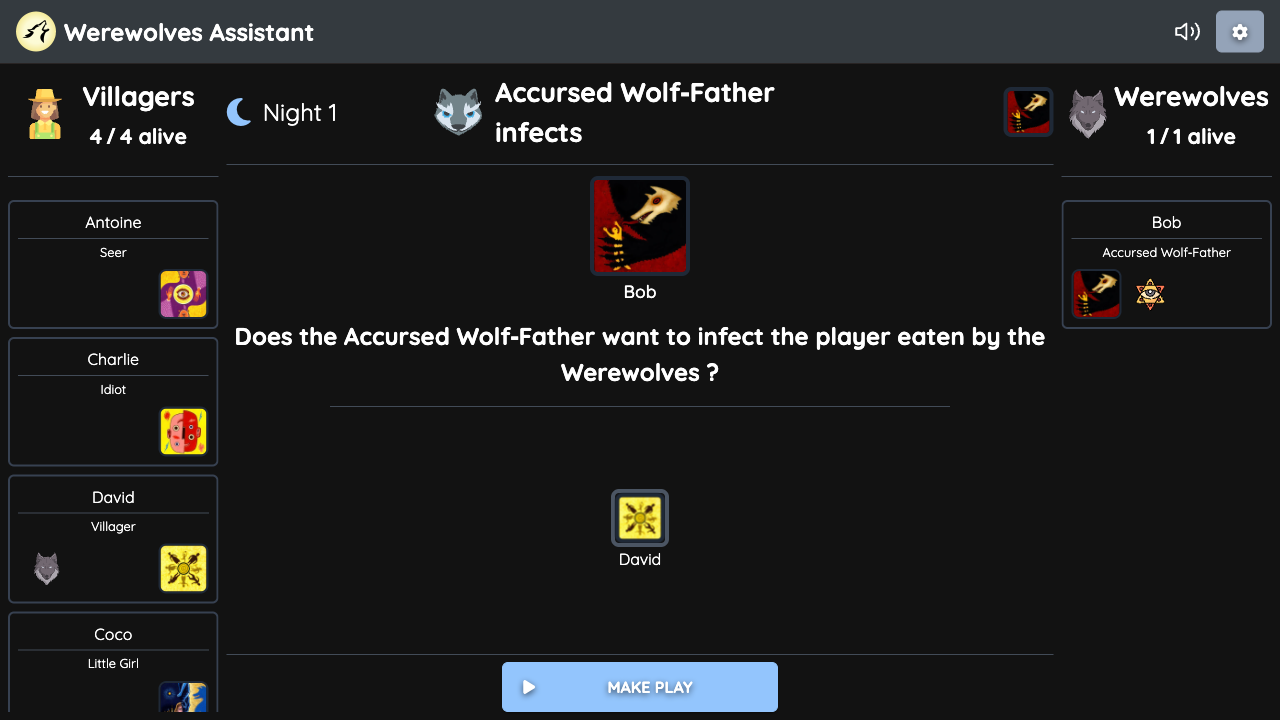 Werewolves Assistant
Villagers
4 / 4 alive
Night 1
Accursed Wolf-Father
infects
Werewolves
1 / 1 alive
Antoine
Seer
Charlie
Idiot
David
Villager
Coco
Little Girl
Bob
Does the Accursed Wolf-Father want to infect the player eaten by the
Werewolves ?
David
MAKE PLAY
Bob
Accursed Wolf-Father